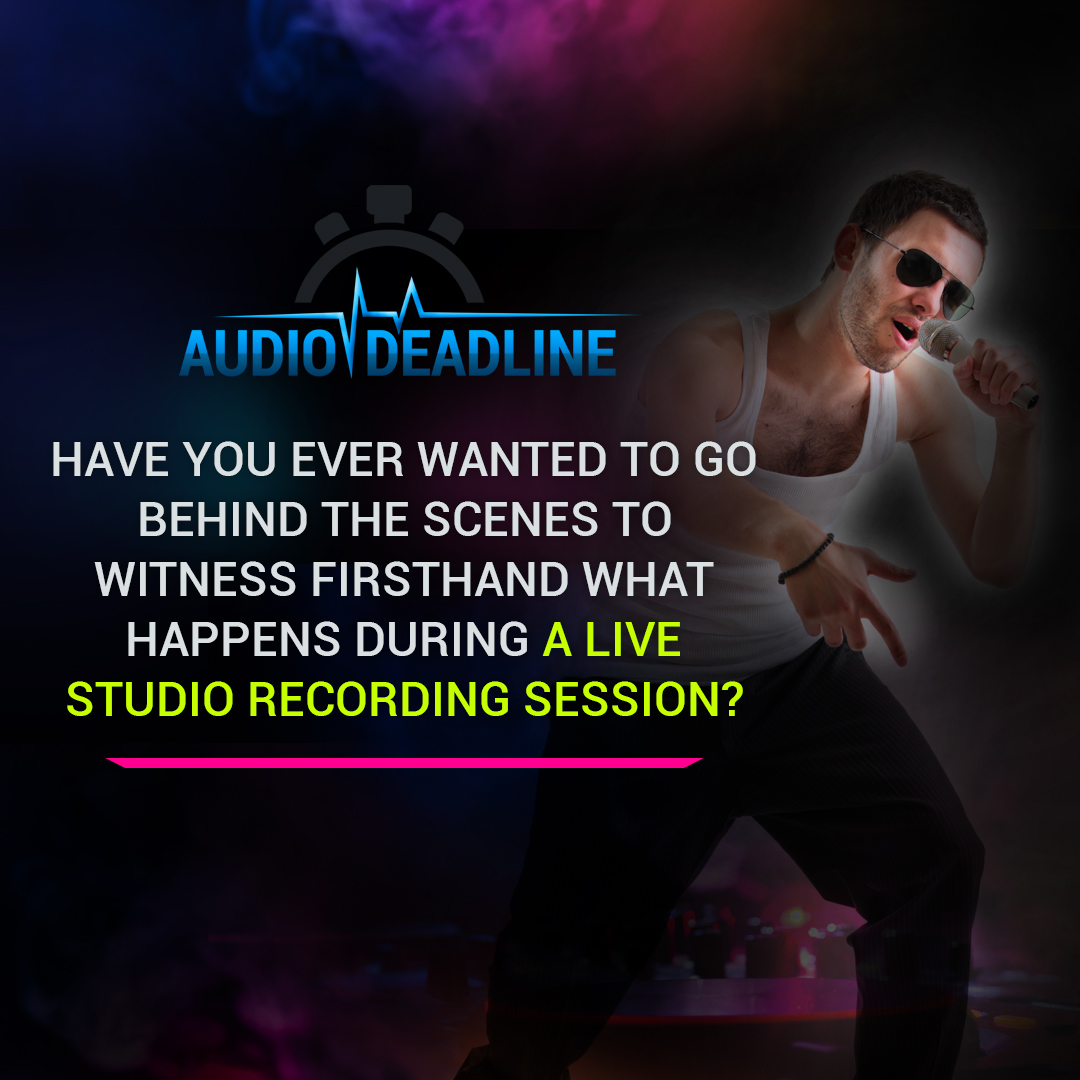 AUDIO DEADLINE
HAVE YOU EVER WANTED TO GO
BEHIND THE SCENES TO
WITNESS FIRSTHAND WHAT
HAPPENS DURING A LIVE
STUDIO RECORDING SESSION?